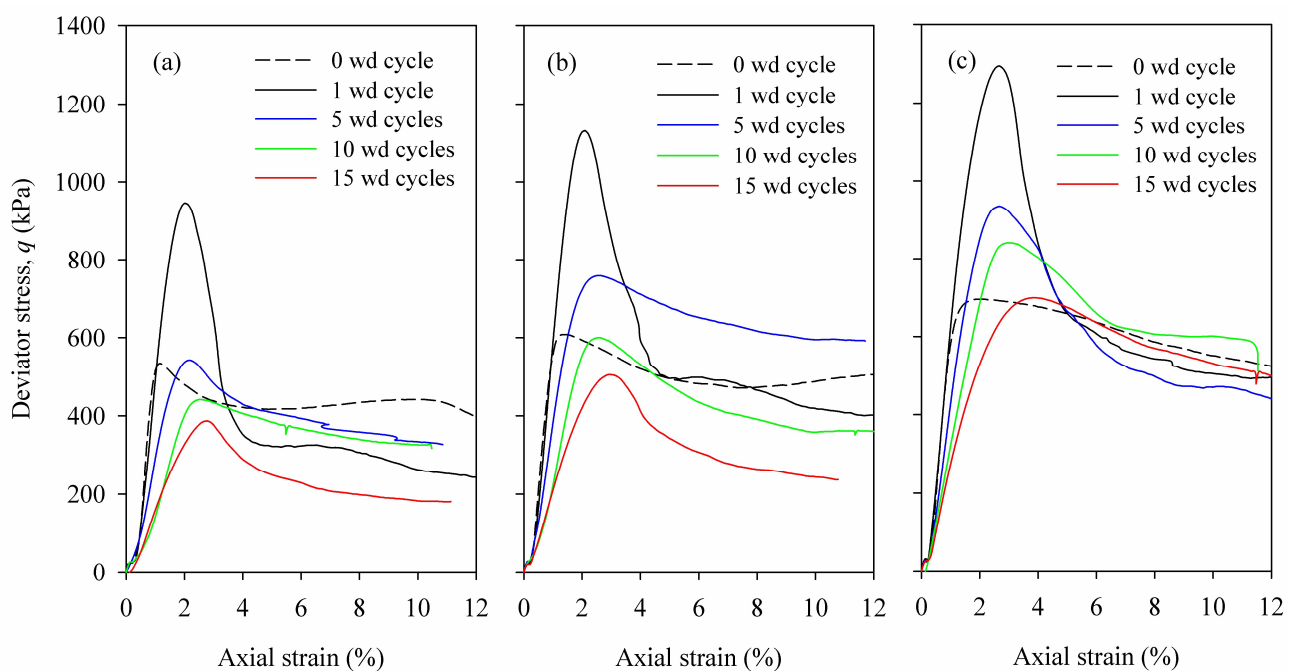 1400
1200
1000
800
600
400
200
0
Deviator stress, q (kPa)
(a)
0 wd cycle
1 wd cycle
5 wd cycles
10 wd cycles
15 wd cycles
0 2 4 6 8 10 12
Axial strain (%)
(b)
0 wd cycle
1 wd cycle
5 wd cycles
10 wd cycles
15 wd cycles
0 2 4 6 8 10 12
Axial strain (%)
(c)
0 wd cycle
1 wd cycle
5 wd cycles
10 wd cycles
15 wd cycles
0 2 4 6 8 10 12
Axial strain (%)